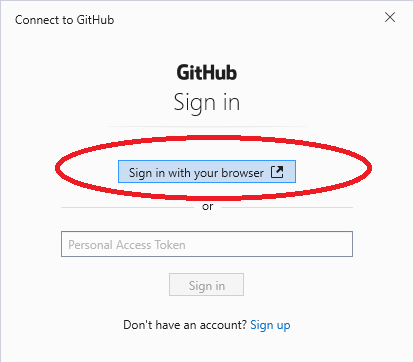 Connect to GitHub
GitHub
Sign in
Sign in with your browser
or
Personal Access Token
Sign in
Don't have an account? Sign up